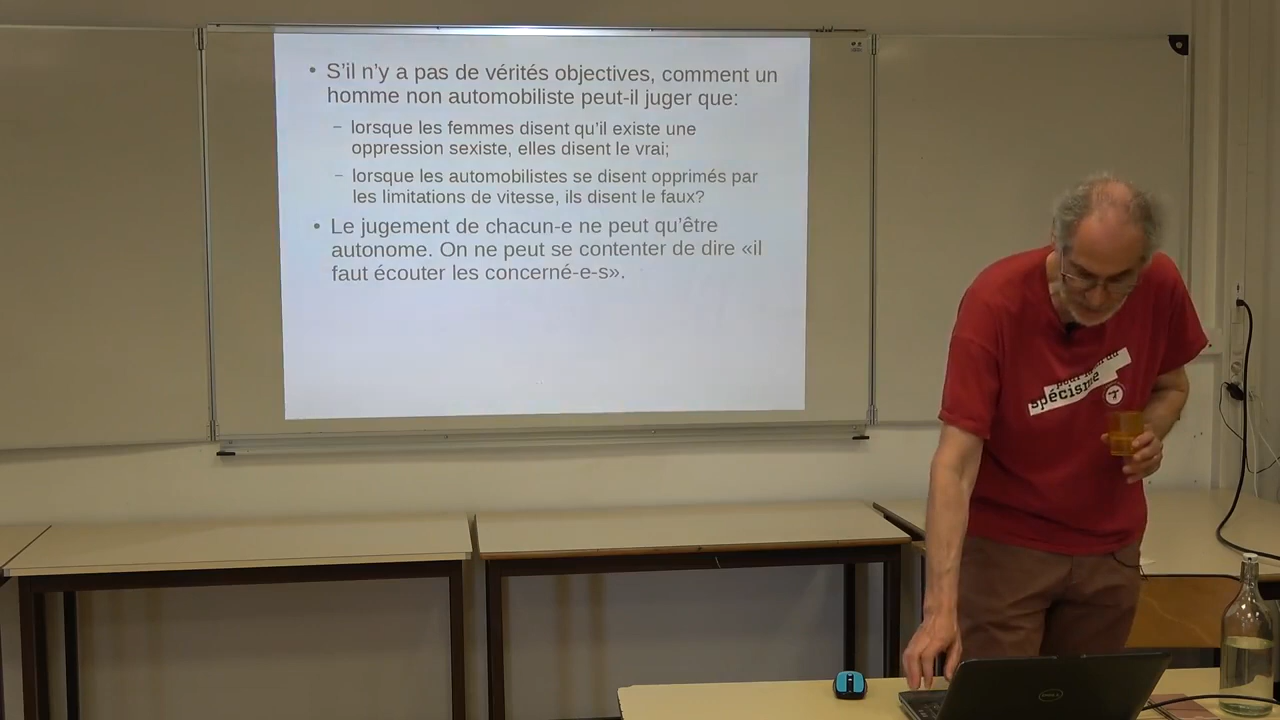 • S'il n'y a pas de vérités objectives, comment un
homme non automobiliste peut-il juger que:
– lorsque les femmes disent qu'il existe une
oppression sexiste, elles disent le vrai;
– lorsque les automobilistes se disent opprimés par
les limitations de vitesse, ils disent le faux?
• Le jugement de chacun-e ne peut qu'être
autonome. On ne peut se contenter de dire «il
faut écouter les concerné-e-s».
spécisme
DELL